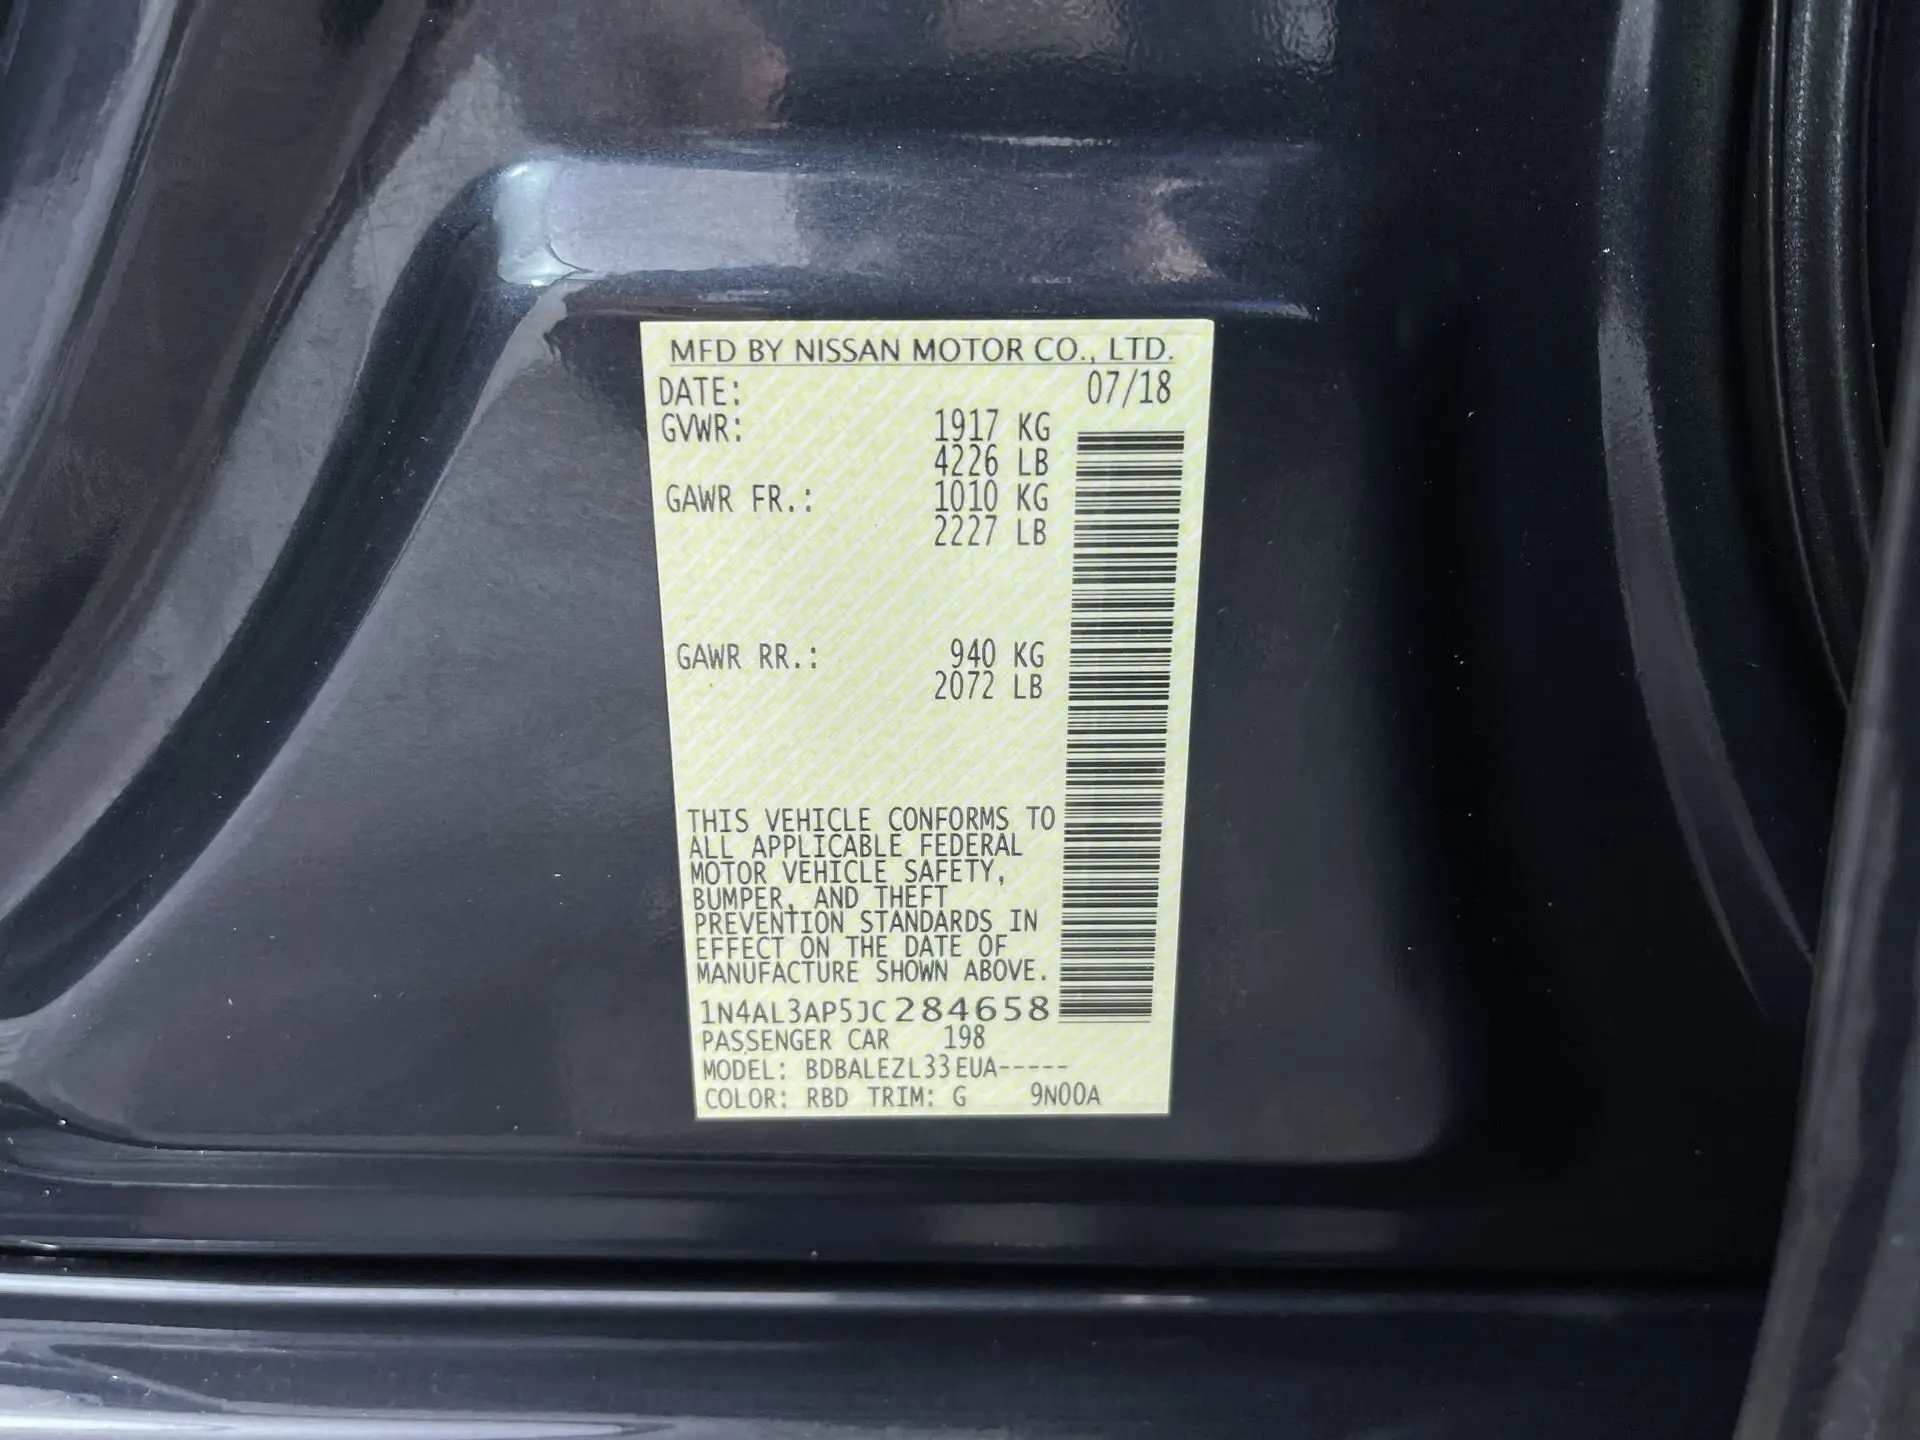 MFD BY NISSAN MOTOR CO., LTD.
DATE: 07/18
GVWR: 1917 KG
4226 LB
GAWR FR.: 1010 KG
2227 LB
GAWR RR.: 940 KG
2072 LB
THIS VEHICLE CONFORMS TO
ALL APPLICABLE FEDERAL
MOTOR VEHICLE SAFETY,
BUMPER, AND THEFT
PREVENTION STANDARDS IN
EFFECT ON THE DATE OF
MANUFACTURE SHOWN ABOVE.
1N4AL3AP5JC284658
PASSENGER CAR 198
MODEL: BDBALEZL33EUA-----
COLOR: RBD TRIM: G 9N00A